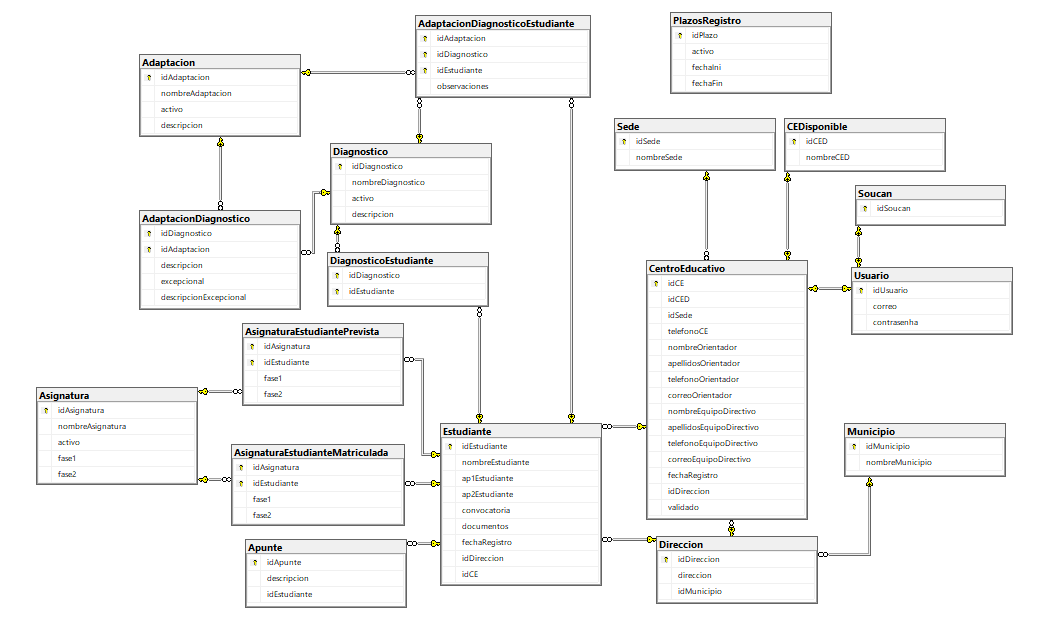 AdaptacionDiagnosticoEstudiante
idAdaptacion
idDiagnostico
idEstudiante
observaciones
PlazosRegistro
idPlazo
activo
fechaIni
fechaFin
Adaptacion
idAdaptacion
nombreAdaptacion
activo
descripcion
Sede
idSede
nombreSede
CEDisponible
idCED
nombreCED
Diagnostico
idDiagnostico
nombreDiagnostico
activo
descripcion
Soucan
idSoucan
AdaptacionDiagnostico
idDiagnostico
idAdaptacion
descripcion
excepcional
descripcionExcepcional
DiagnosticoEstudiante
idDiagnostico
idEstudiante
CentroEducativo
idCE
idCED
idSede
telefonoCE
nombreOrientador
apellidosOrientador
telefonoOrientador
correoOrientador
nombreEquipoDirectivo
apellidosEquipoDirectivo
telefonoEquipoDirectivo
correoEquipoDirectivo
fechaRegistro
idDireccion
validado
Usuario
idUsuario
correo
contrasenha
AsignaturaEstudiantePrevista
idAsignatura
idEstudiante
fase1
fase2
Asignatura
idAsignatura
nombreAsignatura
activo
fase1
fase2
AsignaturaEstudianteMatriculada
idAsignatura
idEstudiante
fase1
fase2
Estudiante
idEstudiante
nombreEstudiante
ap1Estudiante
ap2Estudiante
convocatoria
documentos
fechaRegistro
idDireccion
idCE
Municipio
idMunicipio
nombreMunicipio
Apunte
idApunte
descripcion
idEstudiante
Direccion
idDireccion
direccion
idMunicipio